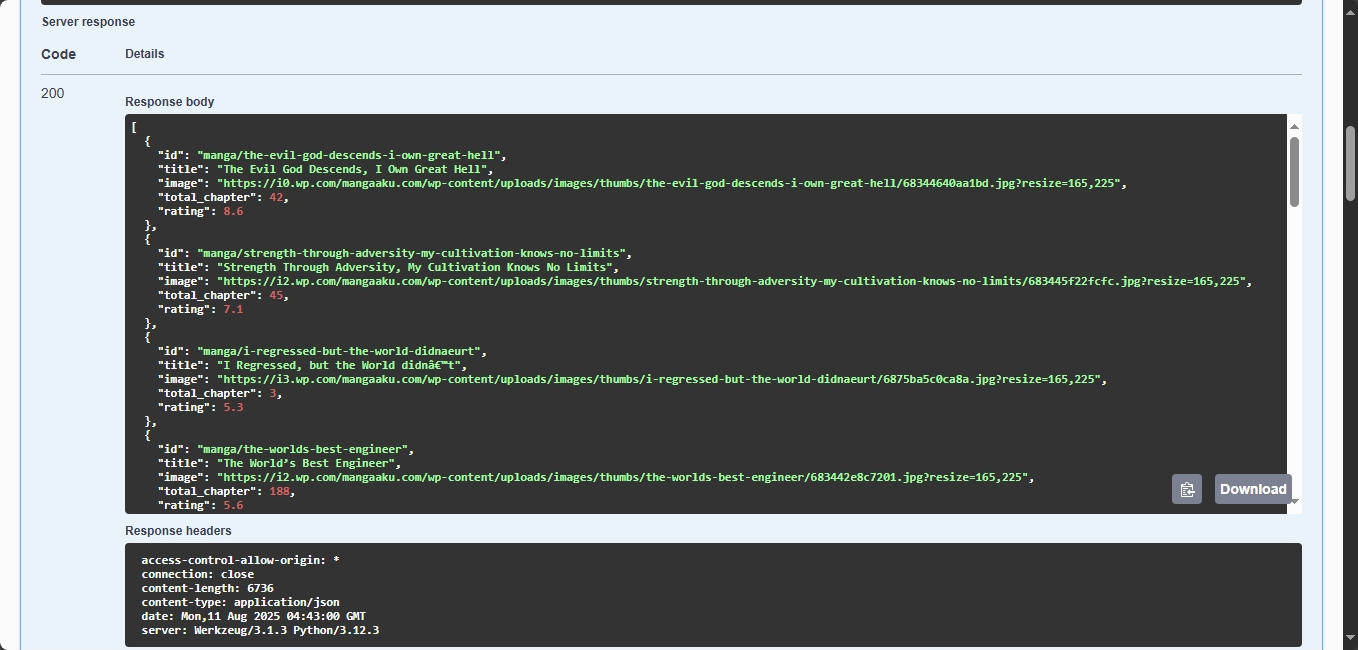 Server response
Code Details
200
Response body
[
{
"id": "manga/the-evil-god-descends-i-own-great-hell",
"title": "The Evil God Descends, I Own Great Hell",
"image": "https://i0.wp.com/mangaaku.com/wp-content/uploads/images/thumbs/the-evil-god-descends-i-own-great-hell/68344640aa1bd.jpg?resize=165,225",
"total_chapter": 42,
"rating": 8.6
},
{
"id": "manga/strength-through-adversity-my-cultivation-knows-no-limits",
"title": "Strength Through Adversity, My Cultivation Knows No Limits",
"image": "https://i2.wp.com/mangaaku.com/wp-content/uploads/images/thumbs/strength-through-adversity-my-cultivation-knows-no-limits/683445f22fcfc.jpg?resize=165,225",
"total_chapter": 45,
"rating": 7.1
},
{
"id": "manga/i-regressed-but-the-world-didnaeurt",
"title": "I Regressed, but the World didnâ€™t",
"image": "https://i3.wp.com/mangaaku.com/wp-content/uploads/images/thumbs/i-regressed-but-the-world-didnaeurt/6875ba5c0ca8a.jpg?resize=165,225",
"total_chapter": 3,
"rating": 5.3
},
{
"id": "manga/the-worlds-best-engineer",
"title": "The World’s Best Engineer",
"image": "https://i2.wp.com/mangaaku.com/wp-content/uploads/images/thumbs/the-worlds-best-engineer/683442e8c7201.jpg?resize=165,225",
"total_chapter": 188,
"rating": 5.6
Download
Response headers
access-control-allow-origin: *
connection: close
content-length: 6736
content-type: application/json
date: Mon,11 Aug 2025 04:43:00 GMT
server: Werkzeug/3.1.3 Python/3.12.3